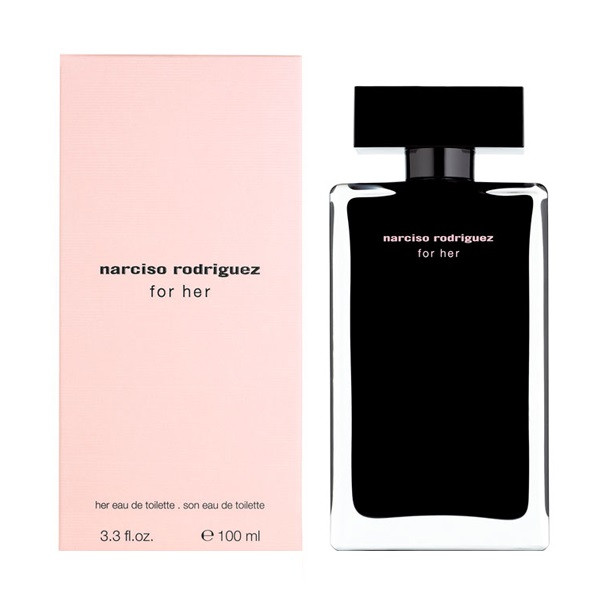 narciso rodriguez
for her
her eau de toilette . son eau de toilette
3.3 fl.oz. ℮ 100 ml
narciso rodriguez
for her